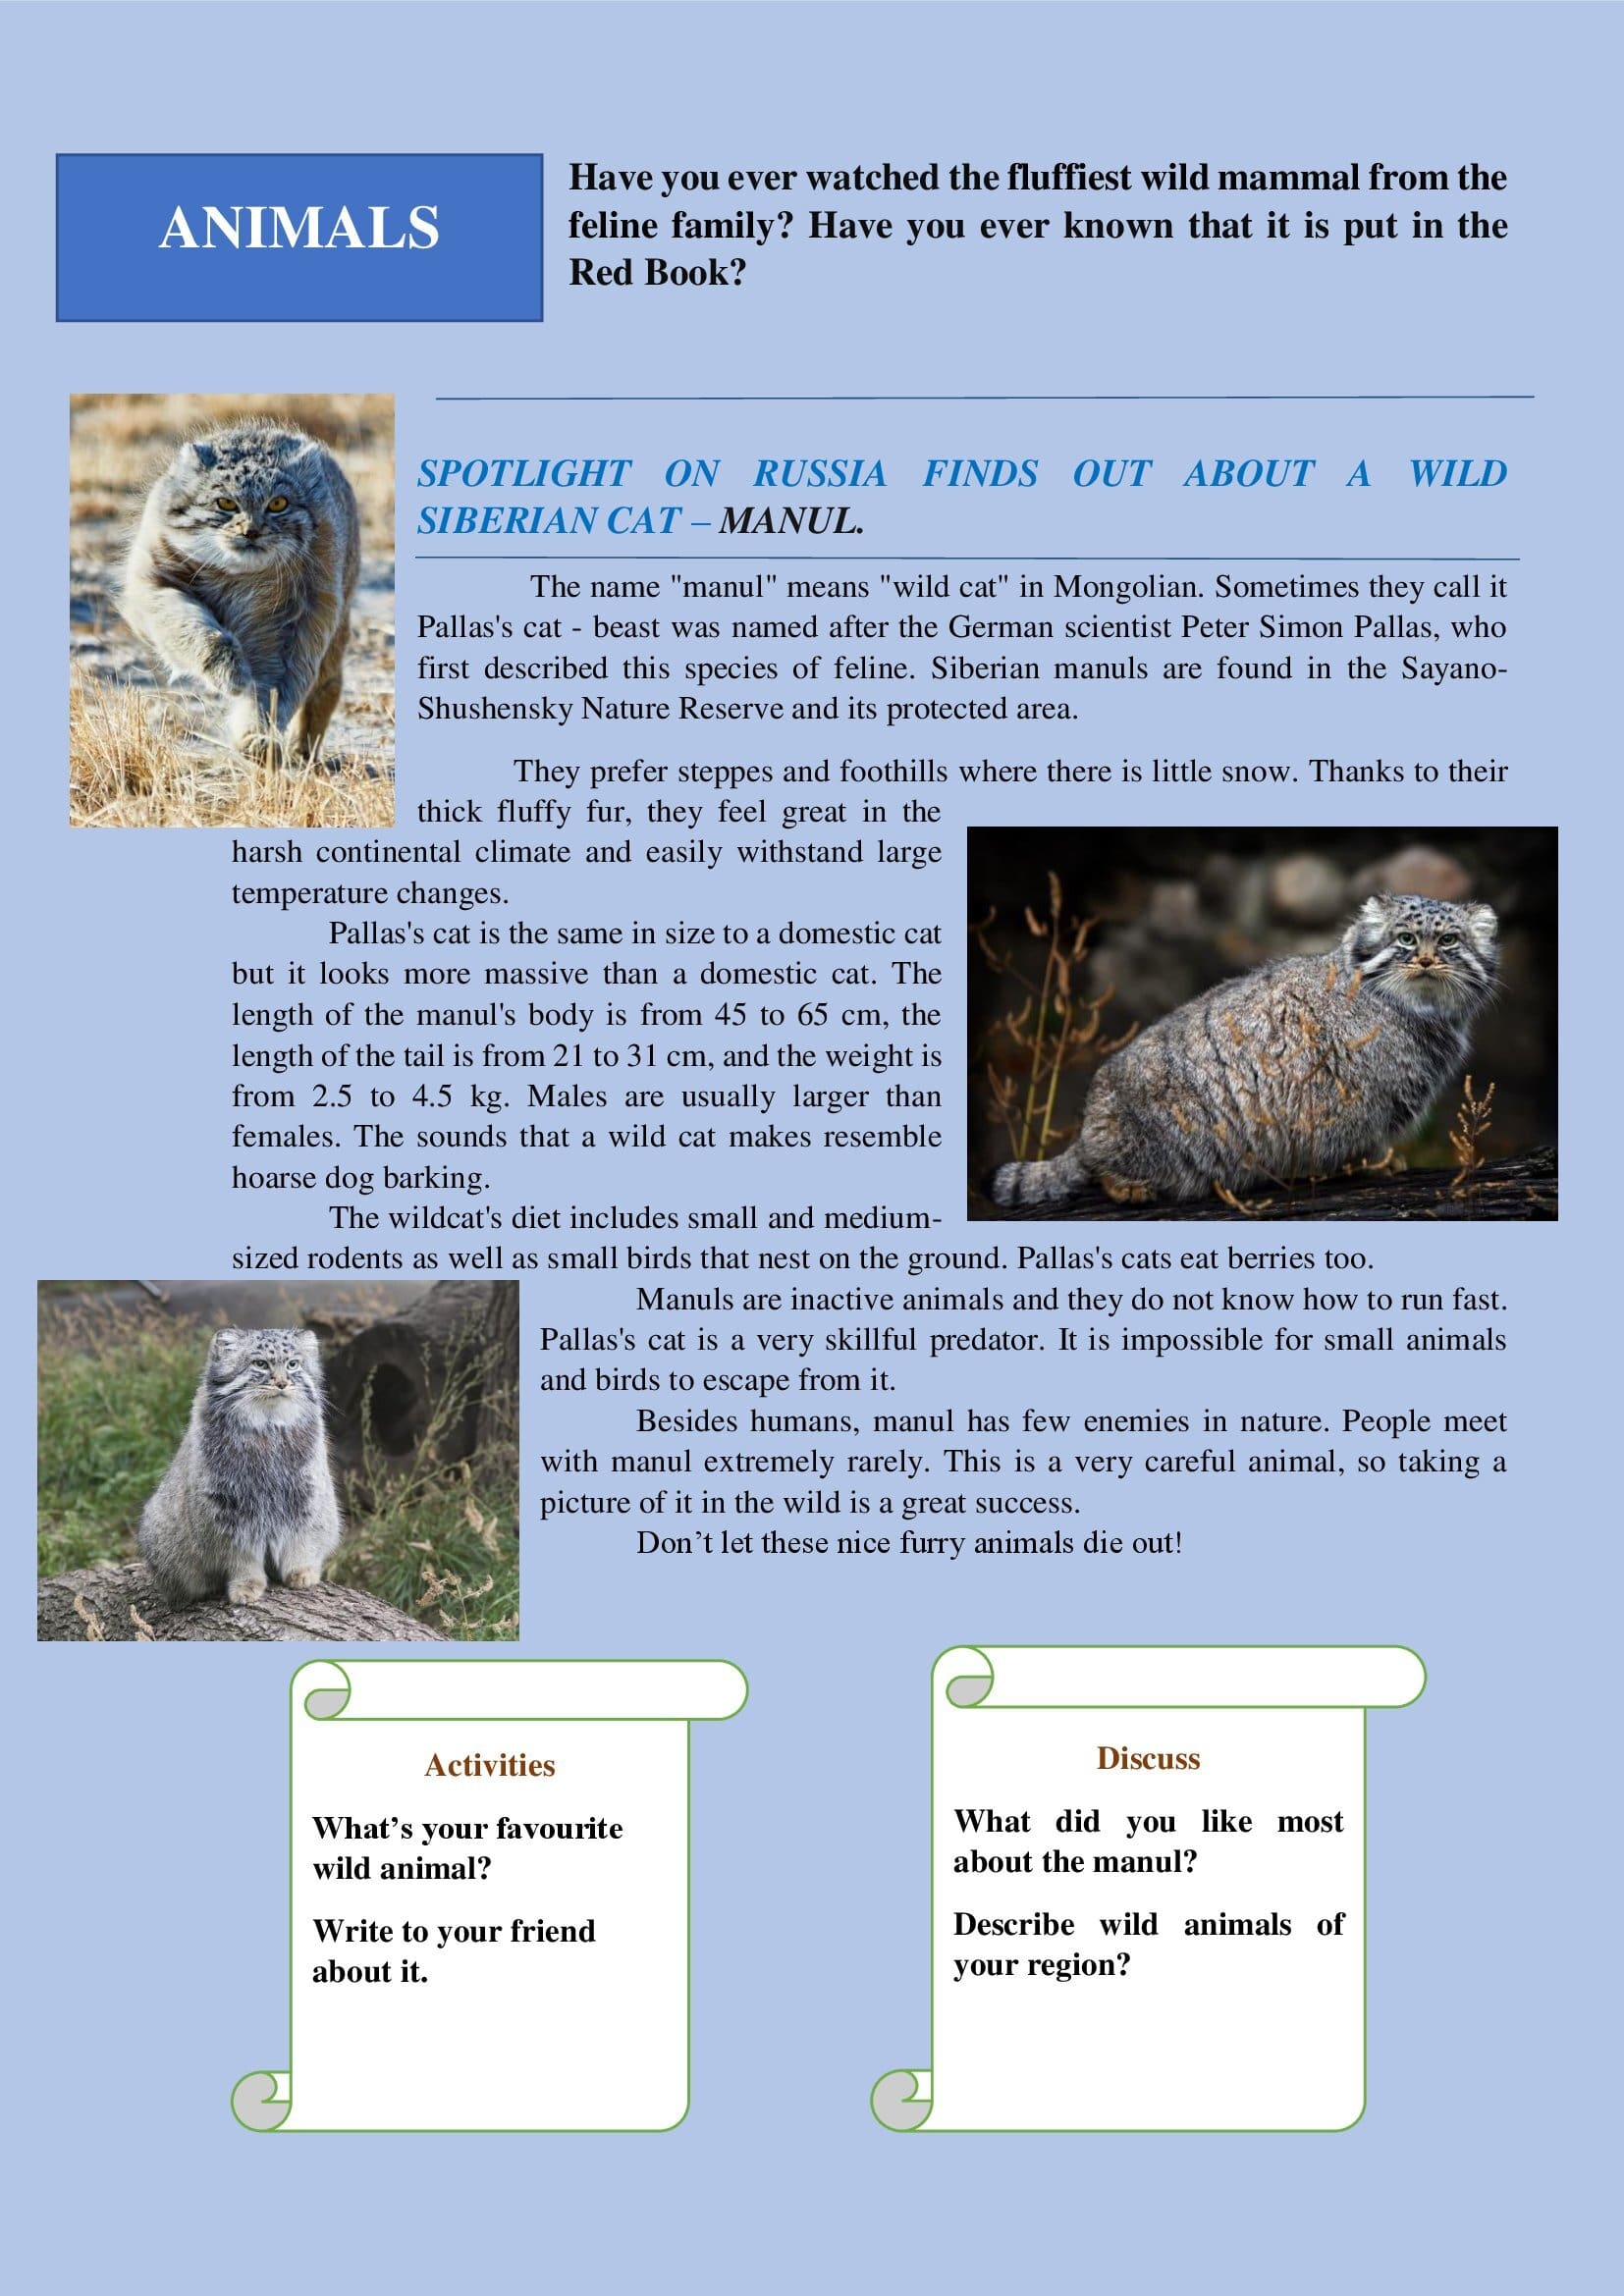 ANIMALS
Have you ever watched the fluffiest wild mammal from the
feline family? Have you ever known that it is put in the
Red Book?
SPOTLIGHT ON RUSSIA FINDS OUT ABOUT A WILD
SIBERIAN CAT – MANUL.
The name "manul" means "wild cat" in Mongolian. Sometimes they call it
Pallas's cat - beast was named after the German scientist Peter Simon Pallas, who
first described this species of feline. Siberian manuls are found in the Sayano-
Shushensky Nature Reserve and its protected area.
They prefer steppes and foothills where there is little snow. Thanks to their
thick fluffy fur, they feel great in the
harsh continental climate and easily withstand large
temperature changes.
Pallas's cat is the same in size to a domestic cat
but it looks more massive than a domestic cat. The
length of the manul's body is from 45 to 65 cm, the
length of the tail is from 21 to 31 cm, and the weight is
from 2.5 to 4.5 kg. Males are usually larger than
females. The sounds that a wild cat makes resemble
hoarse dog barking.
The wildcat's diet includes small and medium-
sized rodents as well as small birds that nest on the ground. Pallas's cats eat berries too.
Manuls are inactive animals and they do not know how to run fast.
Pallas's cat is a very skillful predator. It is impossible for small animals
and birds to escape from it.
Besides humans, manul has few enemies in nature. People meet
with manul extremely rarely. This is a very careful animal, so taking a
picture of it in the wild is a great success.
Don’t let these nice furry animals die out!
Activities
What’s your favourite
wild animal?
Write to your friend
about it.
Discuss
What did you like most
about the manul?
Describe wild animals of
your region?